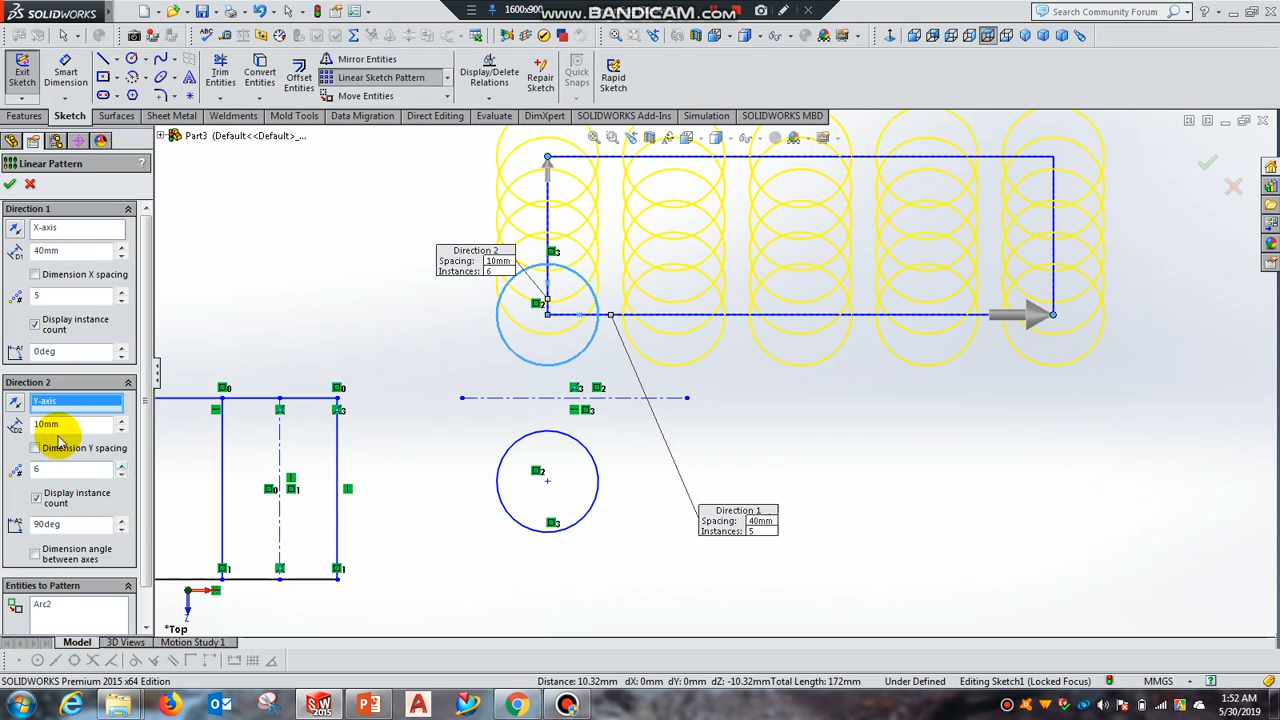 SOLIDWORKS
1600x900
www.BANDICAM.com
Search Community Forum
Exit Sketch
Smart Dimension
Trim Entities
Convert Entities
Offset Entities
Mirror Entities
Linear Sketch Pattern
Move Entities
Display/Delete Relations
Repair Sketch
Quick Snaps
Rapid Sketch
Features
Sketch
Surfaces
Sheet Metal
Weldments
Mold Tools
Data Migration
Direct Editing
Evaluate
DimXpert
SOLIDWORKS Add-Ins
Simulation
SOLIDWORKS MBD
Part3 (Default<<Default>_...
Linear Pattern
?
Direction 1
X-axis
40mm
Dimension X spacing
5
Display instance
count
0deg
Direction 2
Y-axis
10mm
Dimension Y spacing
6
Display instance
count
90deg
Dimension angle
between axes
Entities to Pattern
Arc2
Direction 2
Spacing: 10mm
Instances: 6
Direction 1
Spacing: 40mm
Instances: 5
*Top
Model
3D Views
Motion Study 1
SOLIDWORKS Premium 2015 x64 Edition
Distance: 10.32mm dX: 0mm dY: 0mm dZ: -10.32mmTotal Length: 172mm
Under Defined
Editing Sketch1 (Locked Focus)
MMGS
1:52 AM
5/30/2019